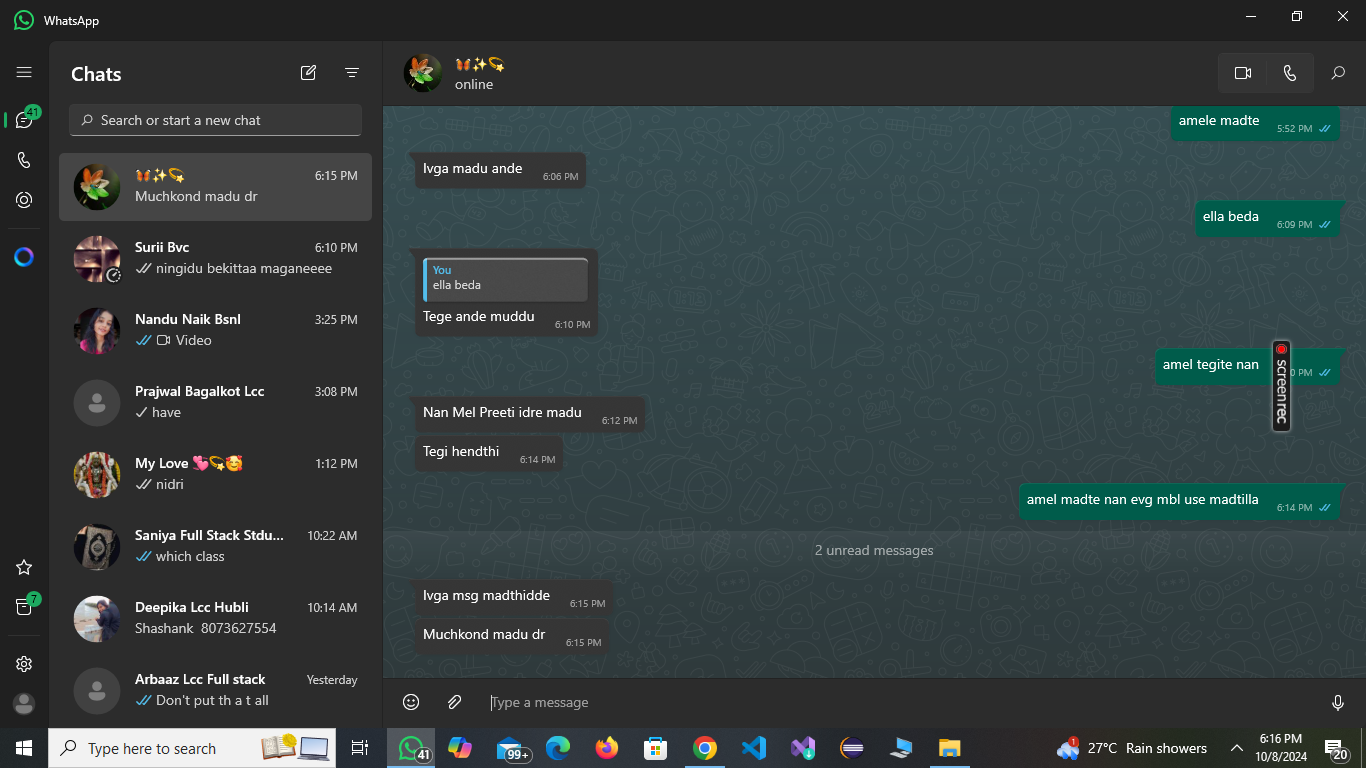 WhatsApp
41
7
Chats
Search or start a new chat
🦋✨💫 6:15 PM
Muchkond madu dr
Surii Bvc 6:10 PM
ningidu bekittaa maganeeee
Nandu Naik Bsnl 3:25 PM
Video
Prajwal Bagalkot Lcc 3:08 PM
have
My Love 💞💫🥰 1:12 PM
nidri
Saniya Full Stack Stdu... 10:22 AM
which class
Deepika Lcc Hubli 10:14 AM
Shashank 8073627554
Arbaaz Lcc Full stack Yesterday
Don't put th a t all
🦋✨💫
online
amele madte 5:52 PM
Ivga madu ande 6:06 PM
ella beda 6:09 PM
You
ella beda
Tege ande muddu 6:10 PM
amel tegite nan 0 PM
screenrec
Nan Mel Preeti idre madu 6:12 PM
Tegi hendthi 6:14 PM
amel madte nan evg mbl use madtilla 6:14 PM
2 unread messages
Ivga msg madthidde 6:15 PM
Muchkond madu dr 6:15 PM
Type a message
Type here to search
41
99+
1
27°C Rain showers
6:16 PM
10/8/2024
20